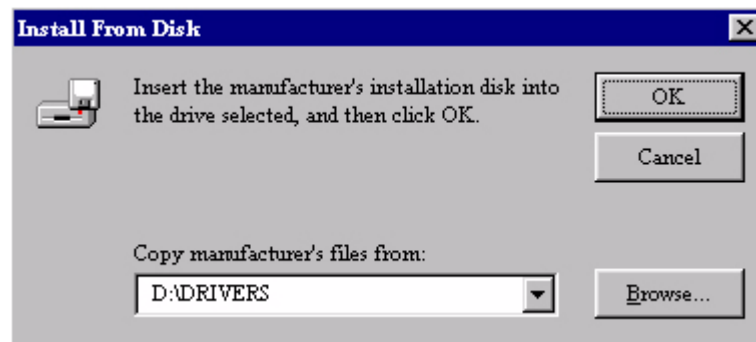 Install From Disk
Insert the manufacturer's installation disk into
the drive selected, and then click OK.
OK
Cancel
Copy manufacturer's files from:
D:\DRIVERS
Browse...